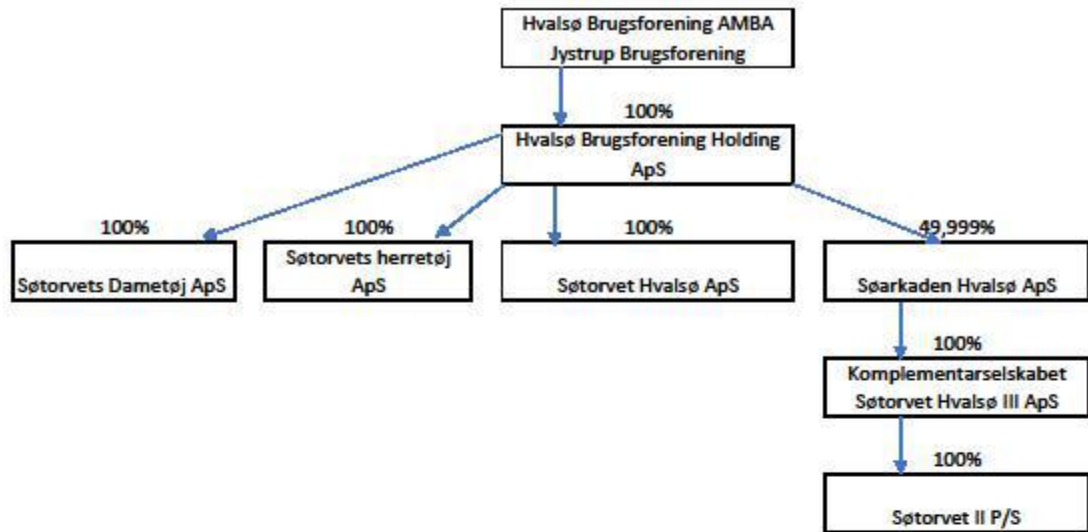 Hvalsø Brugsforening AMBA
Jystrup Brugsforening
100%
Hvalsø Brugsforening Holding
ApS
100%
Søtorvets Dametøj ApS
100%
Søtorvets herretøj
ApS
100%
Søtorvet Hvalsø ApS
49,999%
Søarkaden Hvalsø ApS
100%
Komplementarselskabet
Søtorvet Hvalsø III ApS
100%
Søtorvet II P/S